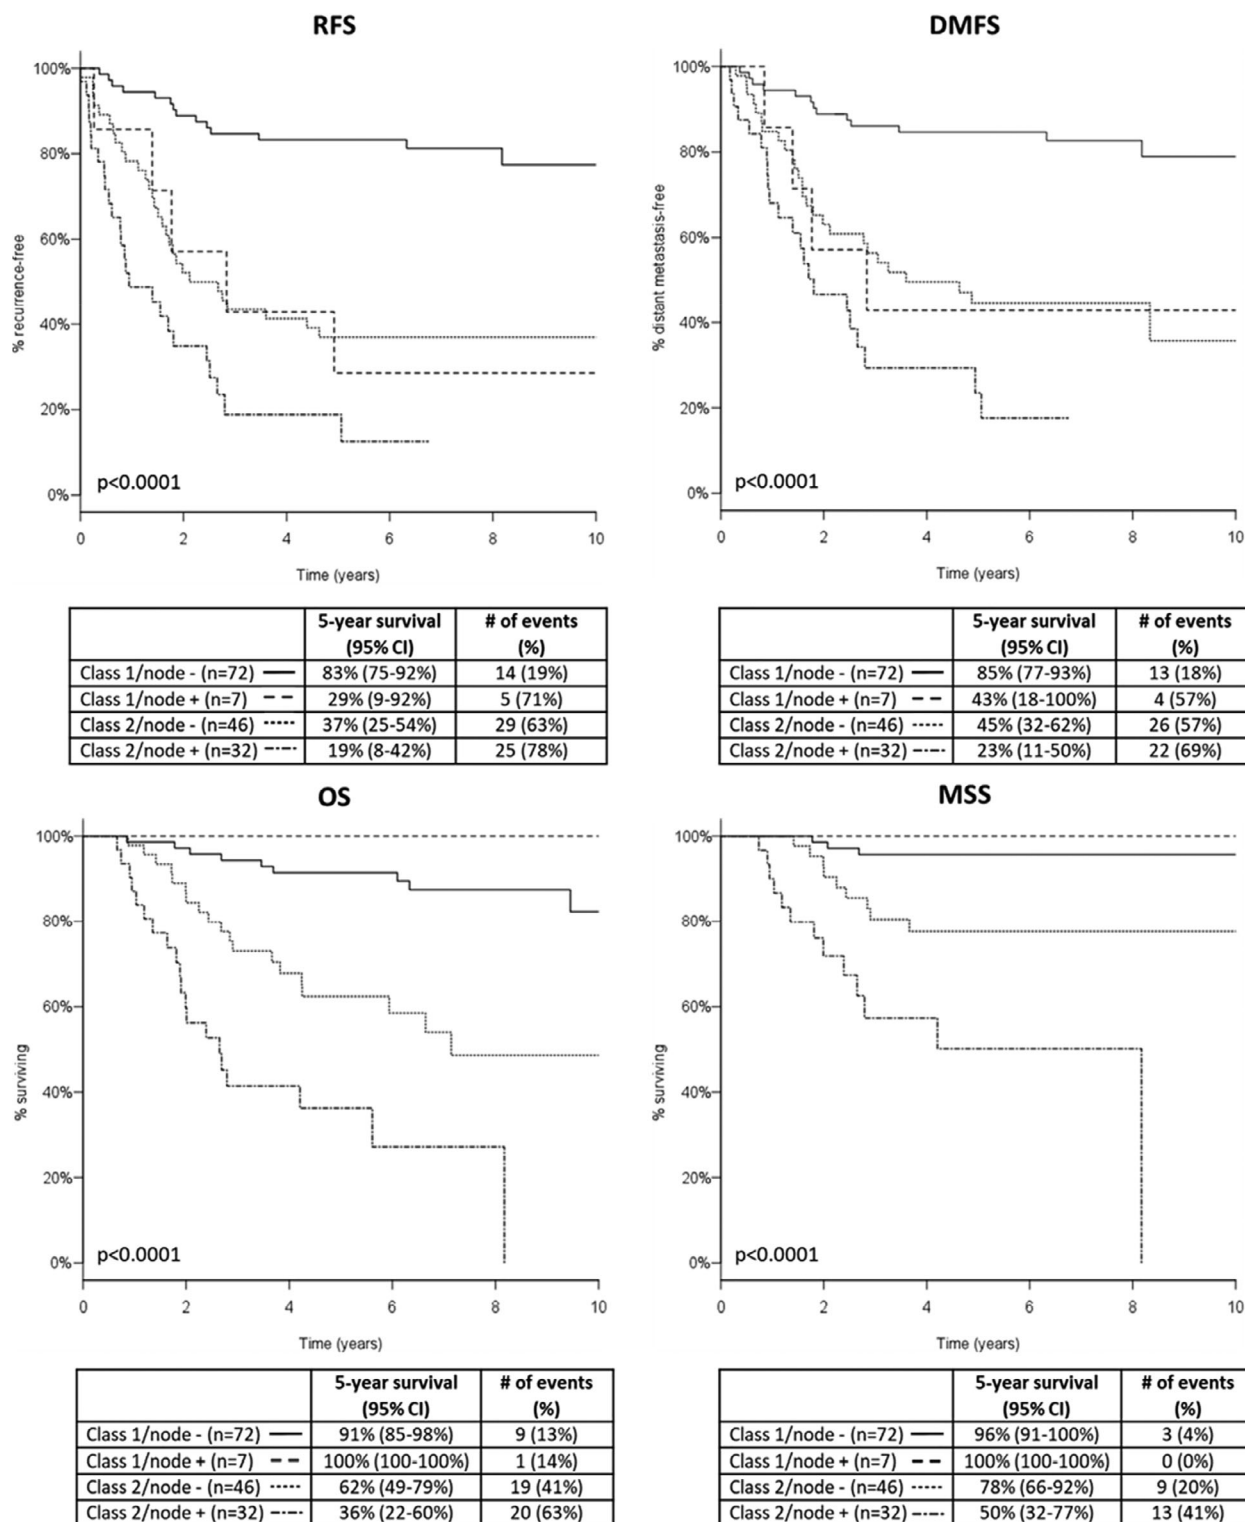 RFS
100%
80%
60%
40%
20%
0%
% recurrence-free
p<0.0001
0 2 4 6 8 10
Time (years)
5-year survival (95% CI) # of events (%)
Class 1/node - (n=72) 83% (75-92%) 14 (19%)
Class 1/node + (n=7) 29% (9-92%) 5 (71%)
Class 2/node - (n=46) 37% (25-54%) 29 (63%)
Class 2/node + (n=32) 19% (8-42%) 25 (78%)
DMFS
100%
80%
60%
40%
20%
0%
% distant metastasis-free
p<0.0001
0 2 4 6 8 10
Time (years)
5-year survival (95% CI) # of events (%)
Class 1/node - (n=72) 85% (77-93%) 13 (18%)
Class 1/node + (n=7) 43% (18-100%) 4 (57%)
Class 2/node - (n=46) 45% (32-62%) 26 (57%)
Class 2/node + (n=32) 23% (11-50%) 22 (69%)
OS
100%
80%
60%
40%
20%
0%
% surviving
p<0.0001
0 2 4 6 8 10
Time (years)
5-year survival (95% CI) # of events (%)
Class 1/node - (n=72) 91% (85-98%) 9 (13%)
Class 1/node + (n=7) 100% (100-100%) 1 (14%)
Class 2/node - (n=46) 62% (49-79%) 19 (41%)
Class 2/node + (n=32) 36% (22-60%) 20 (63%)
MSS
100%
80%
60%
40%
20%
0%
% surviving
p<0.0001
0 2 4 6 8 10
Time (years)
5-year survival (95% CI) # of events (%)
Class 1/node - (n=72) 96% (91-100%) 3 (4%)
Class 1/node + (n=7) 100% (100-100%) 0 (0%)
Class 2/node - (n=46) 78% (66-92%) 9 (20%)
Class 2/node + (n=32) 50% (32-77%) 13 (41%)